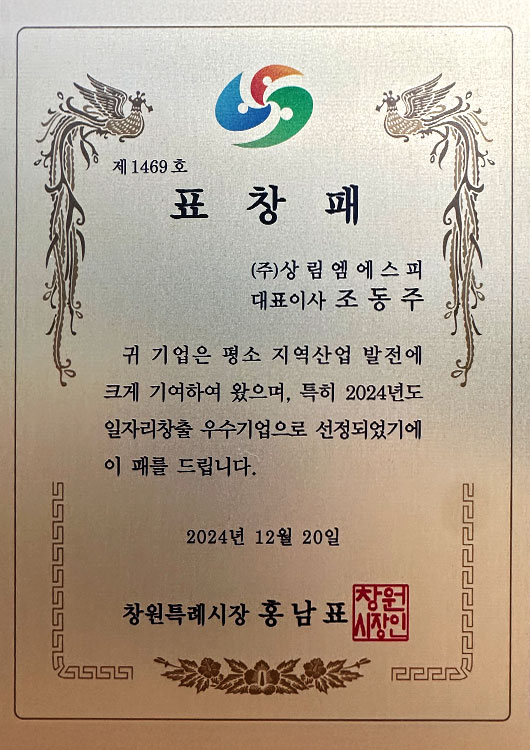 제1469호
표창패
(주)상림엠에스피
대표이사 조동주
귀 기업은 평소 지역산업 발전에
크게 기여하여 왔으며, 특히 2024년도
일자리창출 우수기업으로 선정되었기에
이 패를 드립니다.
2024년 12월 20일
창원특례시장 홍남표
창원
시장인